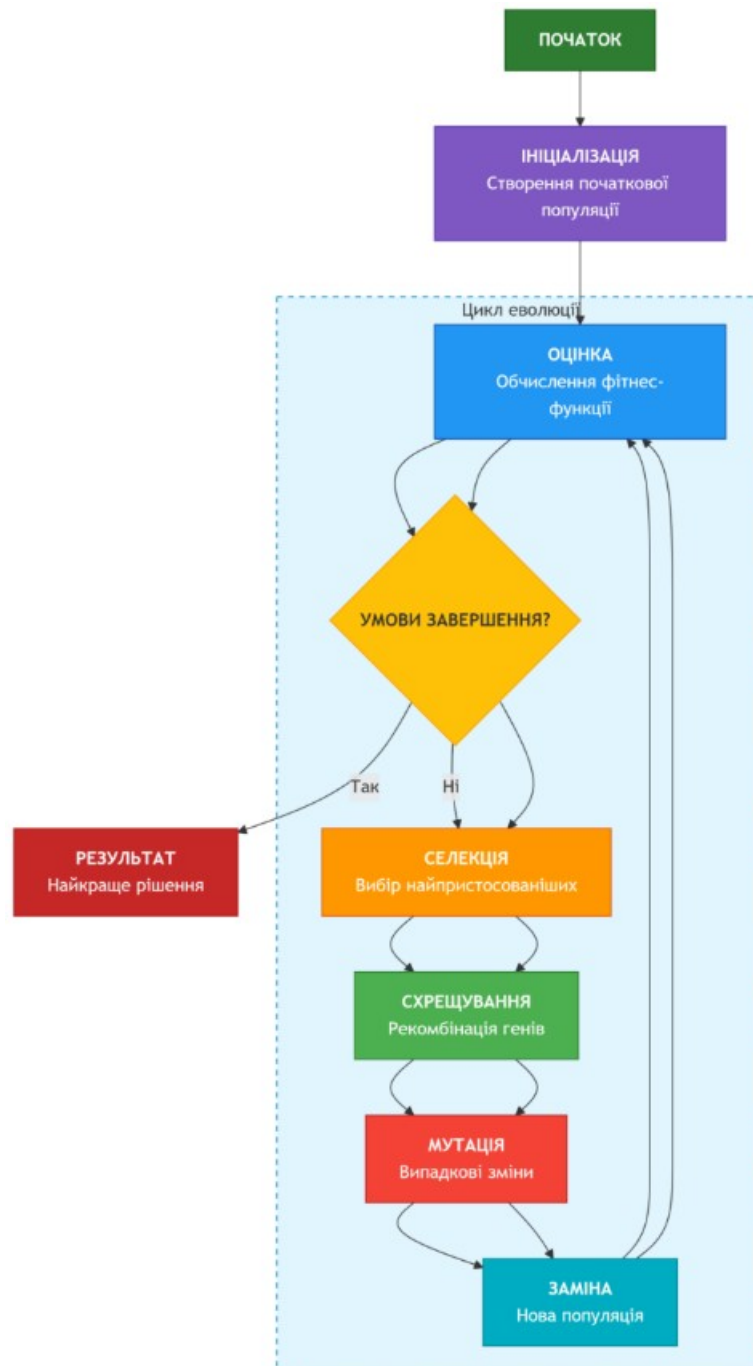 ПОЧАТОК
ІНІЦІАЛІЗАЦІЯ
Створення початкової
популяції
Цикл еволюції
ОЦІНКА
Обчислення фітнес-
функції
УМОВИ ЗАВЕРШЕННЯ?
Так
Ні
РЕЗУЛЬТАТ
Найкраще рішення
СЕЛЕКЦІЯ
Вибір найпристосованіших
СХРЕЩУВАННЯ
Рекомбінація генів
МУТАЦІЯ
Випадкові зміни
ЗАМІНА
Нова популяція